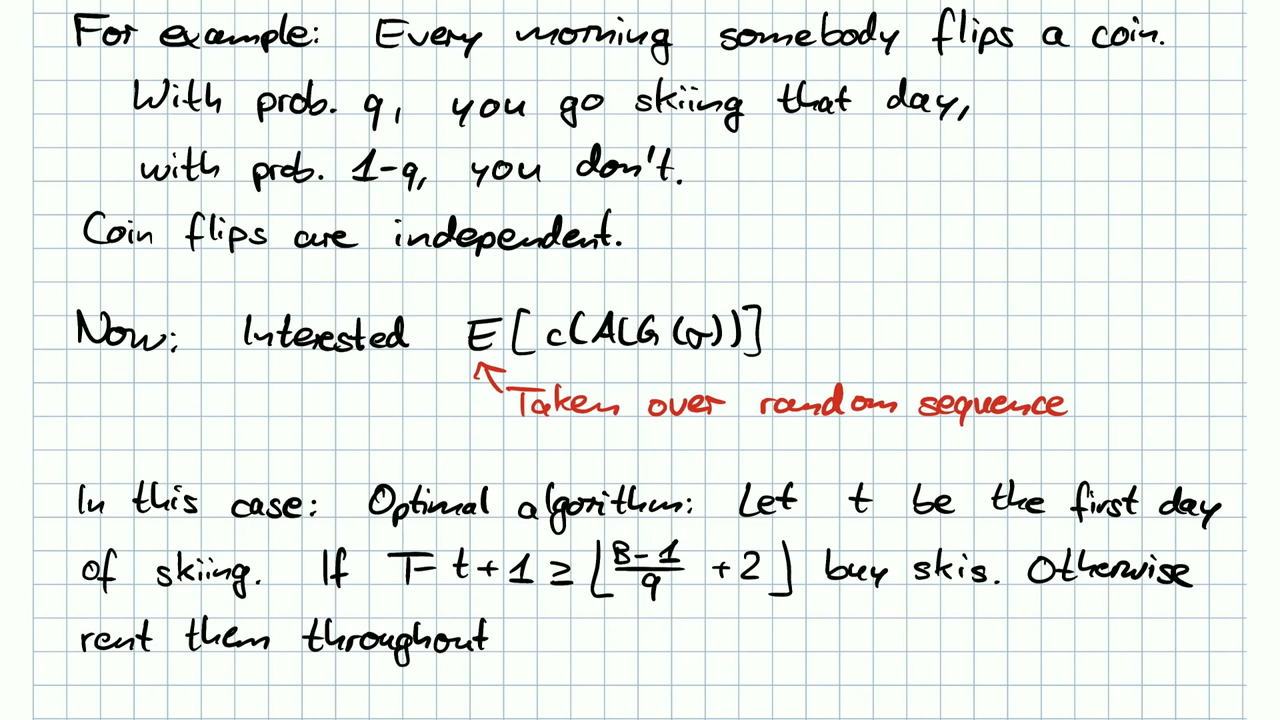 For example: Every morning somebody flips a coin.
With prob. q, you go skiing that day,
with prob. 1-q, you don't.
Coin flips are independent.
Now: Interested E[c(ALG(σ))]
Taken over random sequence
In this case: Optimal algorithm: Let t be the first day
of skiing. If T-t+1 ≥ ⌊(B-1)/q + 2⌋ buy skis. Otherwise
rent them throughout